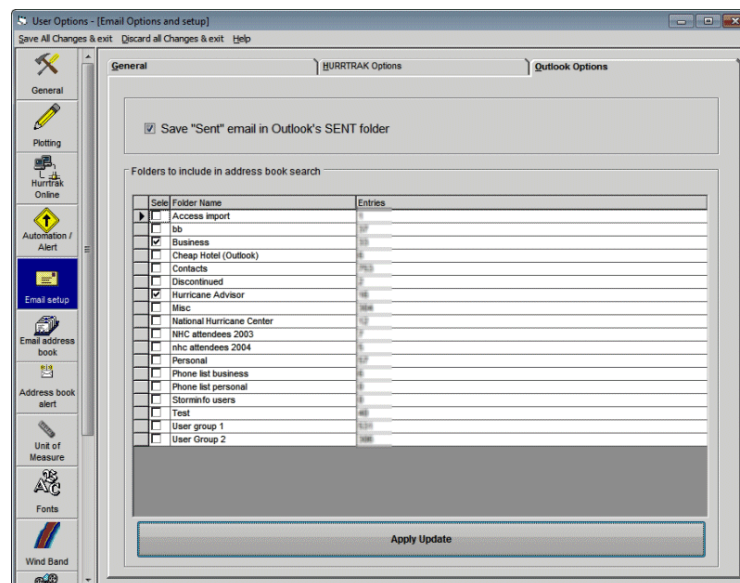 User Options - [Email Options and setup]
Save All Changes & exit Discard all Changes & exit Help
General
Plotting
Hurrtrak
Online
Automation /
Alert
Email setup
Email address
book
Address book
alert
Unit of
Measure
Fonts
Wind Band
General HURRTRAK Options Outlook Options
Save "Sent" email in Outlook's SENT folder
Folders to include in address book search
Sele Folder Name Entries
Access import
bb
Business
Cheap Hotel (Outlook)
Contacts
Discontinued
Hurricane Advisor
Misc
National Hurricane Center
NHC attendees 2003
nhc attendees 2004
Personal
Phone list business
Phone list personal
Storminfo users
Test
User group 1
User Group 2
Apply Update